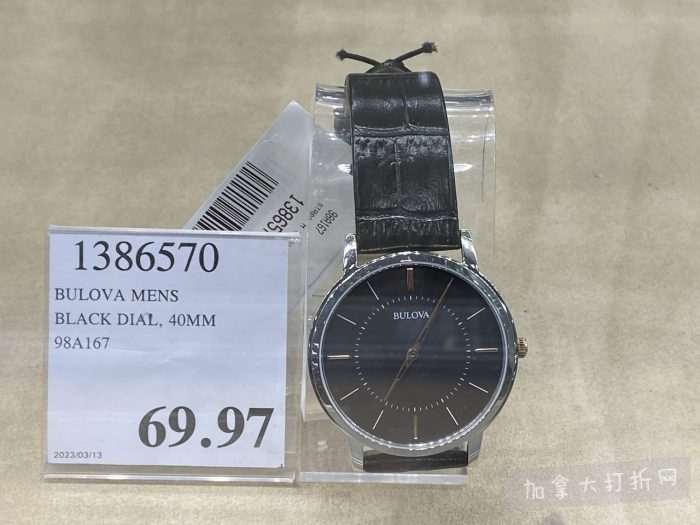 1386570
BULOVA MENS
BLACK DIAL, 40MM
98A167
69.97
2023/03/13
98A167
BULOVA
加拿大打折网